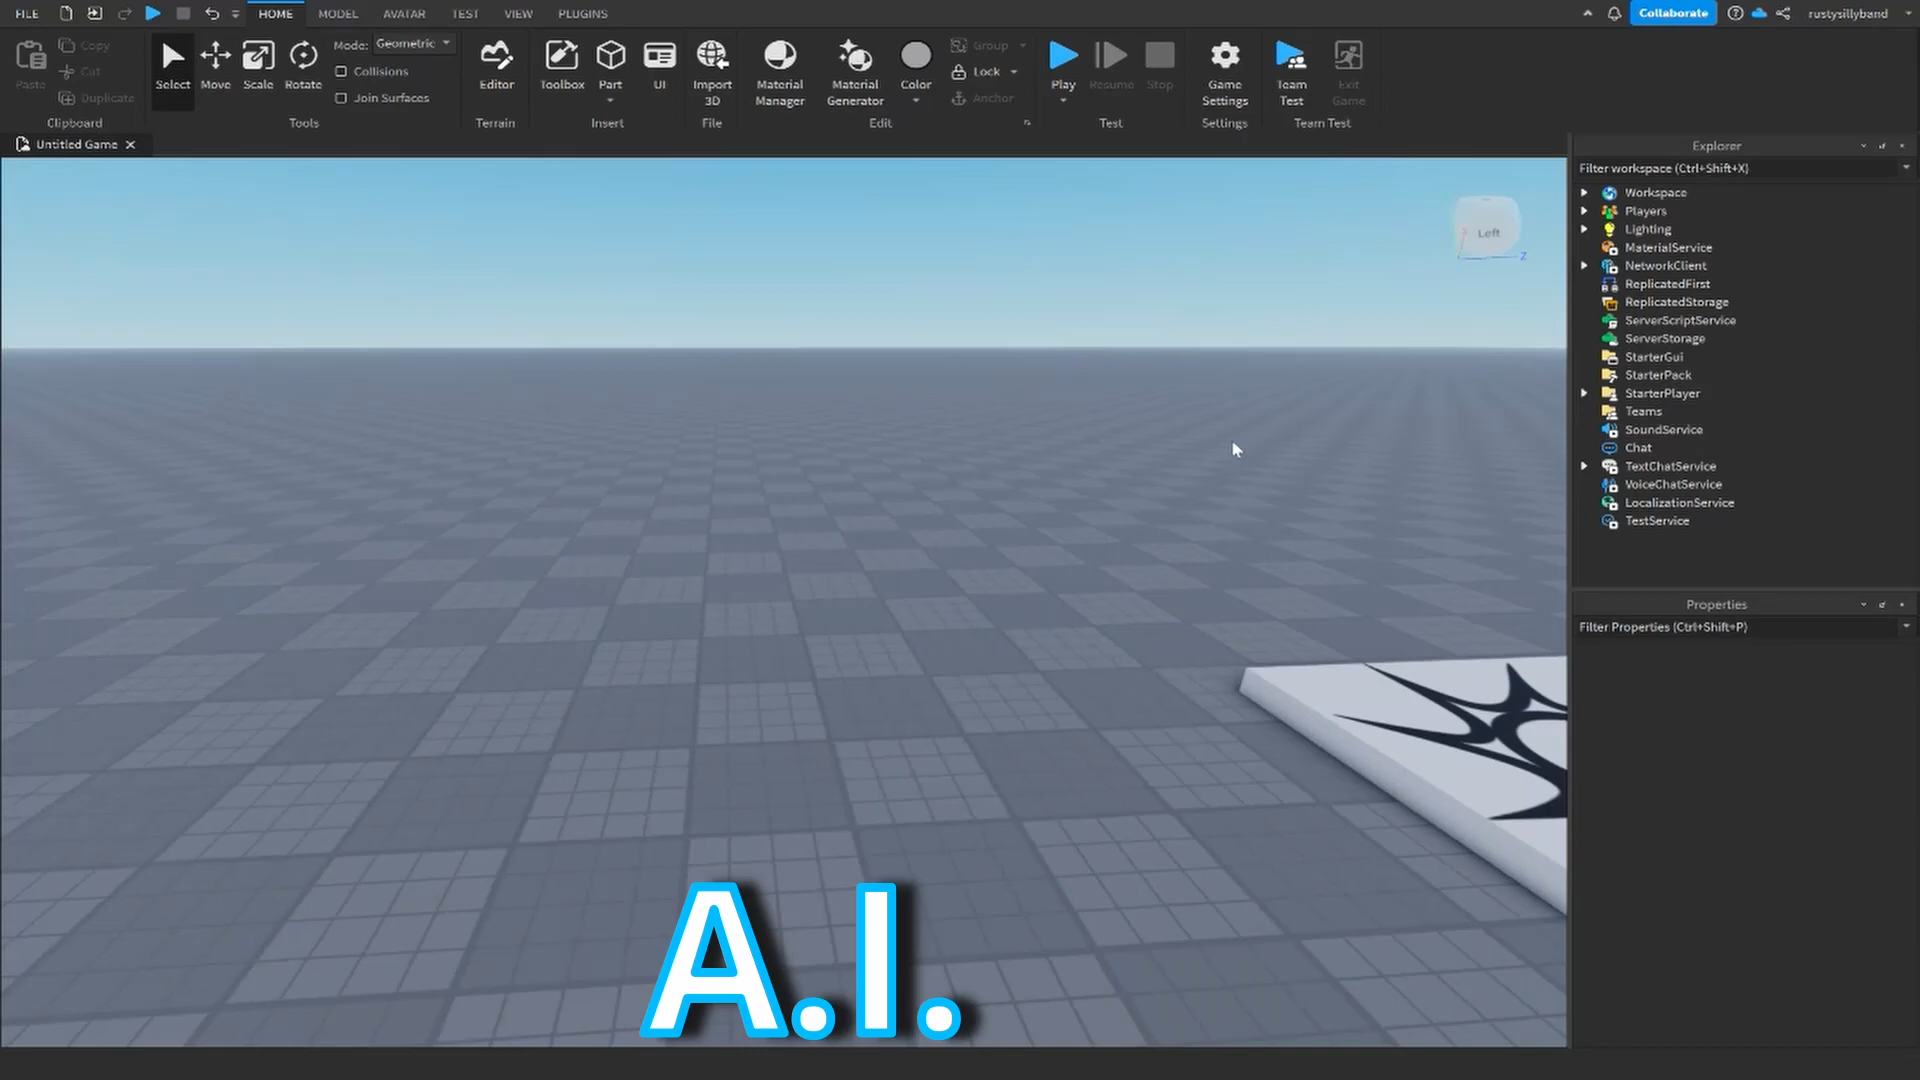 FILE HOME MODEL AVATAR TEST VIEW PLUGINS Collaborate rustysillyband
Paste Copy Cut Duplicate Clipboard
Select Move Scale Rotate Mode: Geometric Collisions Join Surfaces Tools
Editor Terrain
Toolbox Part UI Insert
Import 3D File
Material Manager Material Generator Color Group Lock Anchor Edit
Play Resume Stop Test
Game Settings Settings
Team Test Exit Game Team Test
Untitled Game
Left
Z
A.I.
Explorer
Filter workspace (Ctrl+Shift+X)
Workspace
Players
Lighting
MaterialService
NetworkClient
ReplicatedFirst
ReplicatedStorage
ServerScriptService
ServerStorage
StarterGui
StarterPack
StarterPlayer
Teams
SoundService
Chat
TextChatService
VoiceChatService
LocalizationService
TestService
Properties
Filter Properties (Ctrl+Shift+P)